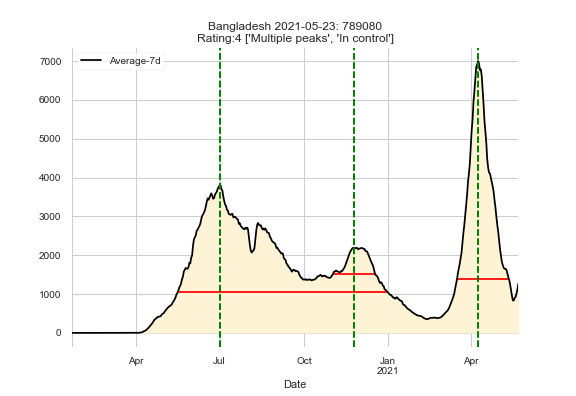 Bangladesh 2021-05-23: 789080
Rating:4 ['Multiple peaks', 'In control']
Average-7d
7000
6000
5000
4000
3000
2000
1000
0
Apr
Jul
Oct
Jan
2021
Apr
Date